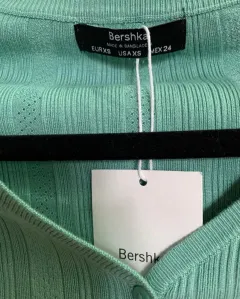 Bershka
MADE IN BANGLADESH
EUR XS USA XS MEX 24
Bershka